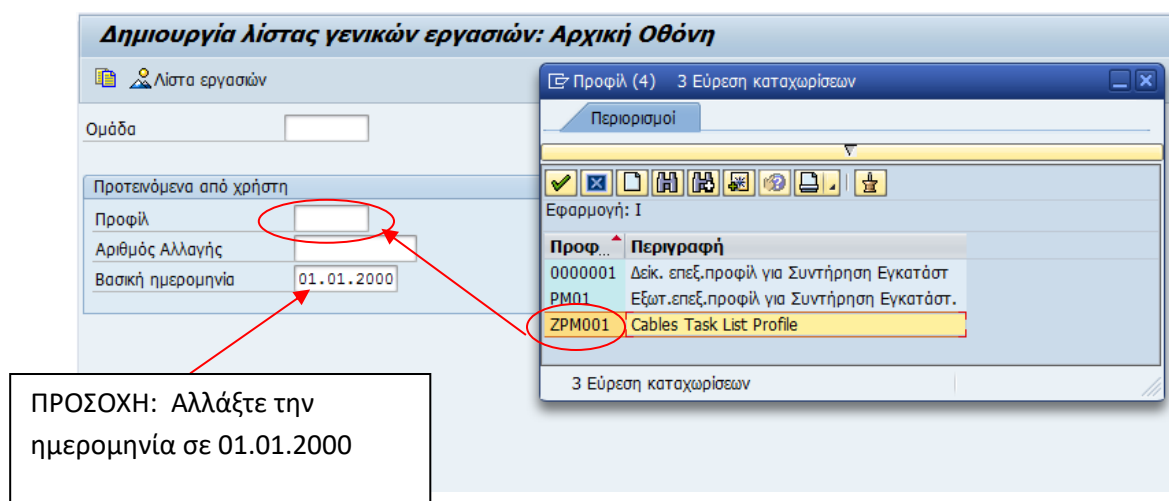 Δημιουργία λίστας γενικών εργασιών: Αρχική Οθόνη
Λίστα εργασιών
Ομάδα
Προτεινόμενα από χρήστη
Προφίλ
Αριθμός Αλλαγής
Βασική ημερομηνία 01.01.2000
ΠΡΟΣΟΧΗ: Αλλάξτε την
ημερομηνία σε 01.01.2000
Προφίλ (4) 3 Εύρεση καταχωρίσεων
Περιορισμοί
Εφαρμογή: I
Προφ... Περιγραφή
0000001 Δείκ. επεξ.προφίλ για Συντήρηση Εγκατάστ
PM01 Εξωτ.επεξ.προφίλ για Συντήρηση Εγκατάστ.
ZPM001 Cables Task List Profile
3 Εύρεση καταχωρίσεων